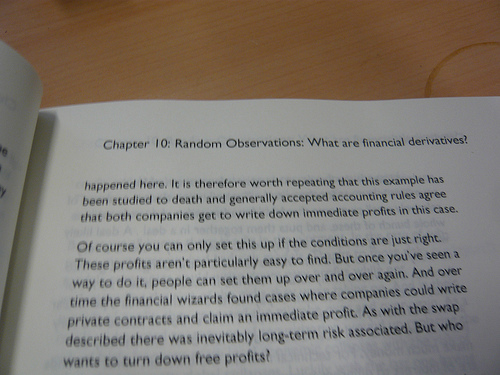 Chapter 10: Random Observations: What are financial derivatives?
happened here. It is therefore worth repeating that this example has
been studied to death and generally accepted accounting rules agree
that both companies get to write down immediate profits in this case.
Of course you can only set this up if the conditions are just right.
These profits aren't particularly easy to find. But once you've seen a
way to do it, people can set them up over and over again. And over
time the financial wizards found cases where companies could write
private contracts and claim an immediate profit. As with the swap
described there was inevitably long-term risk associated. But who
wants to turn down free profits?